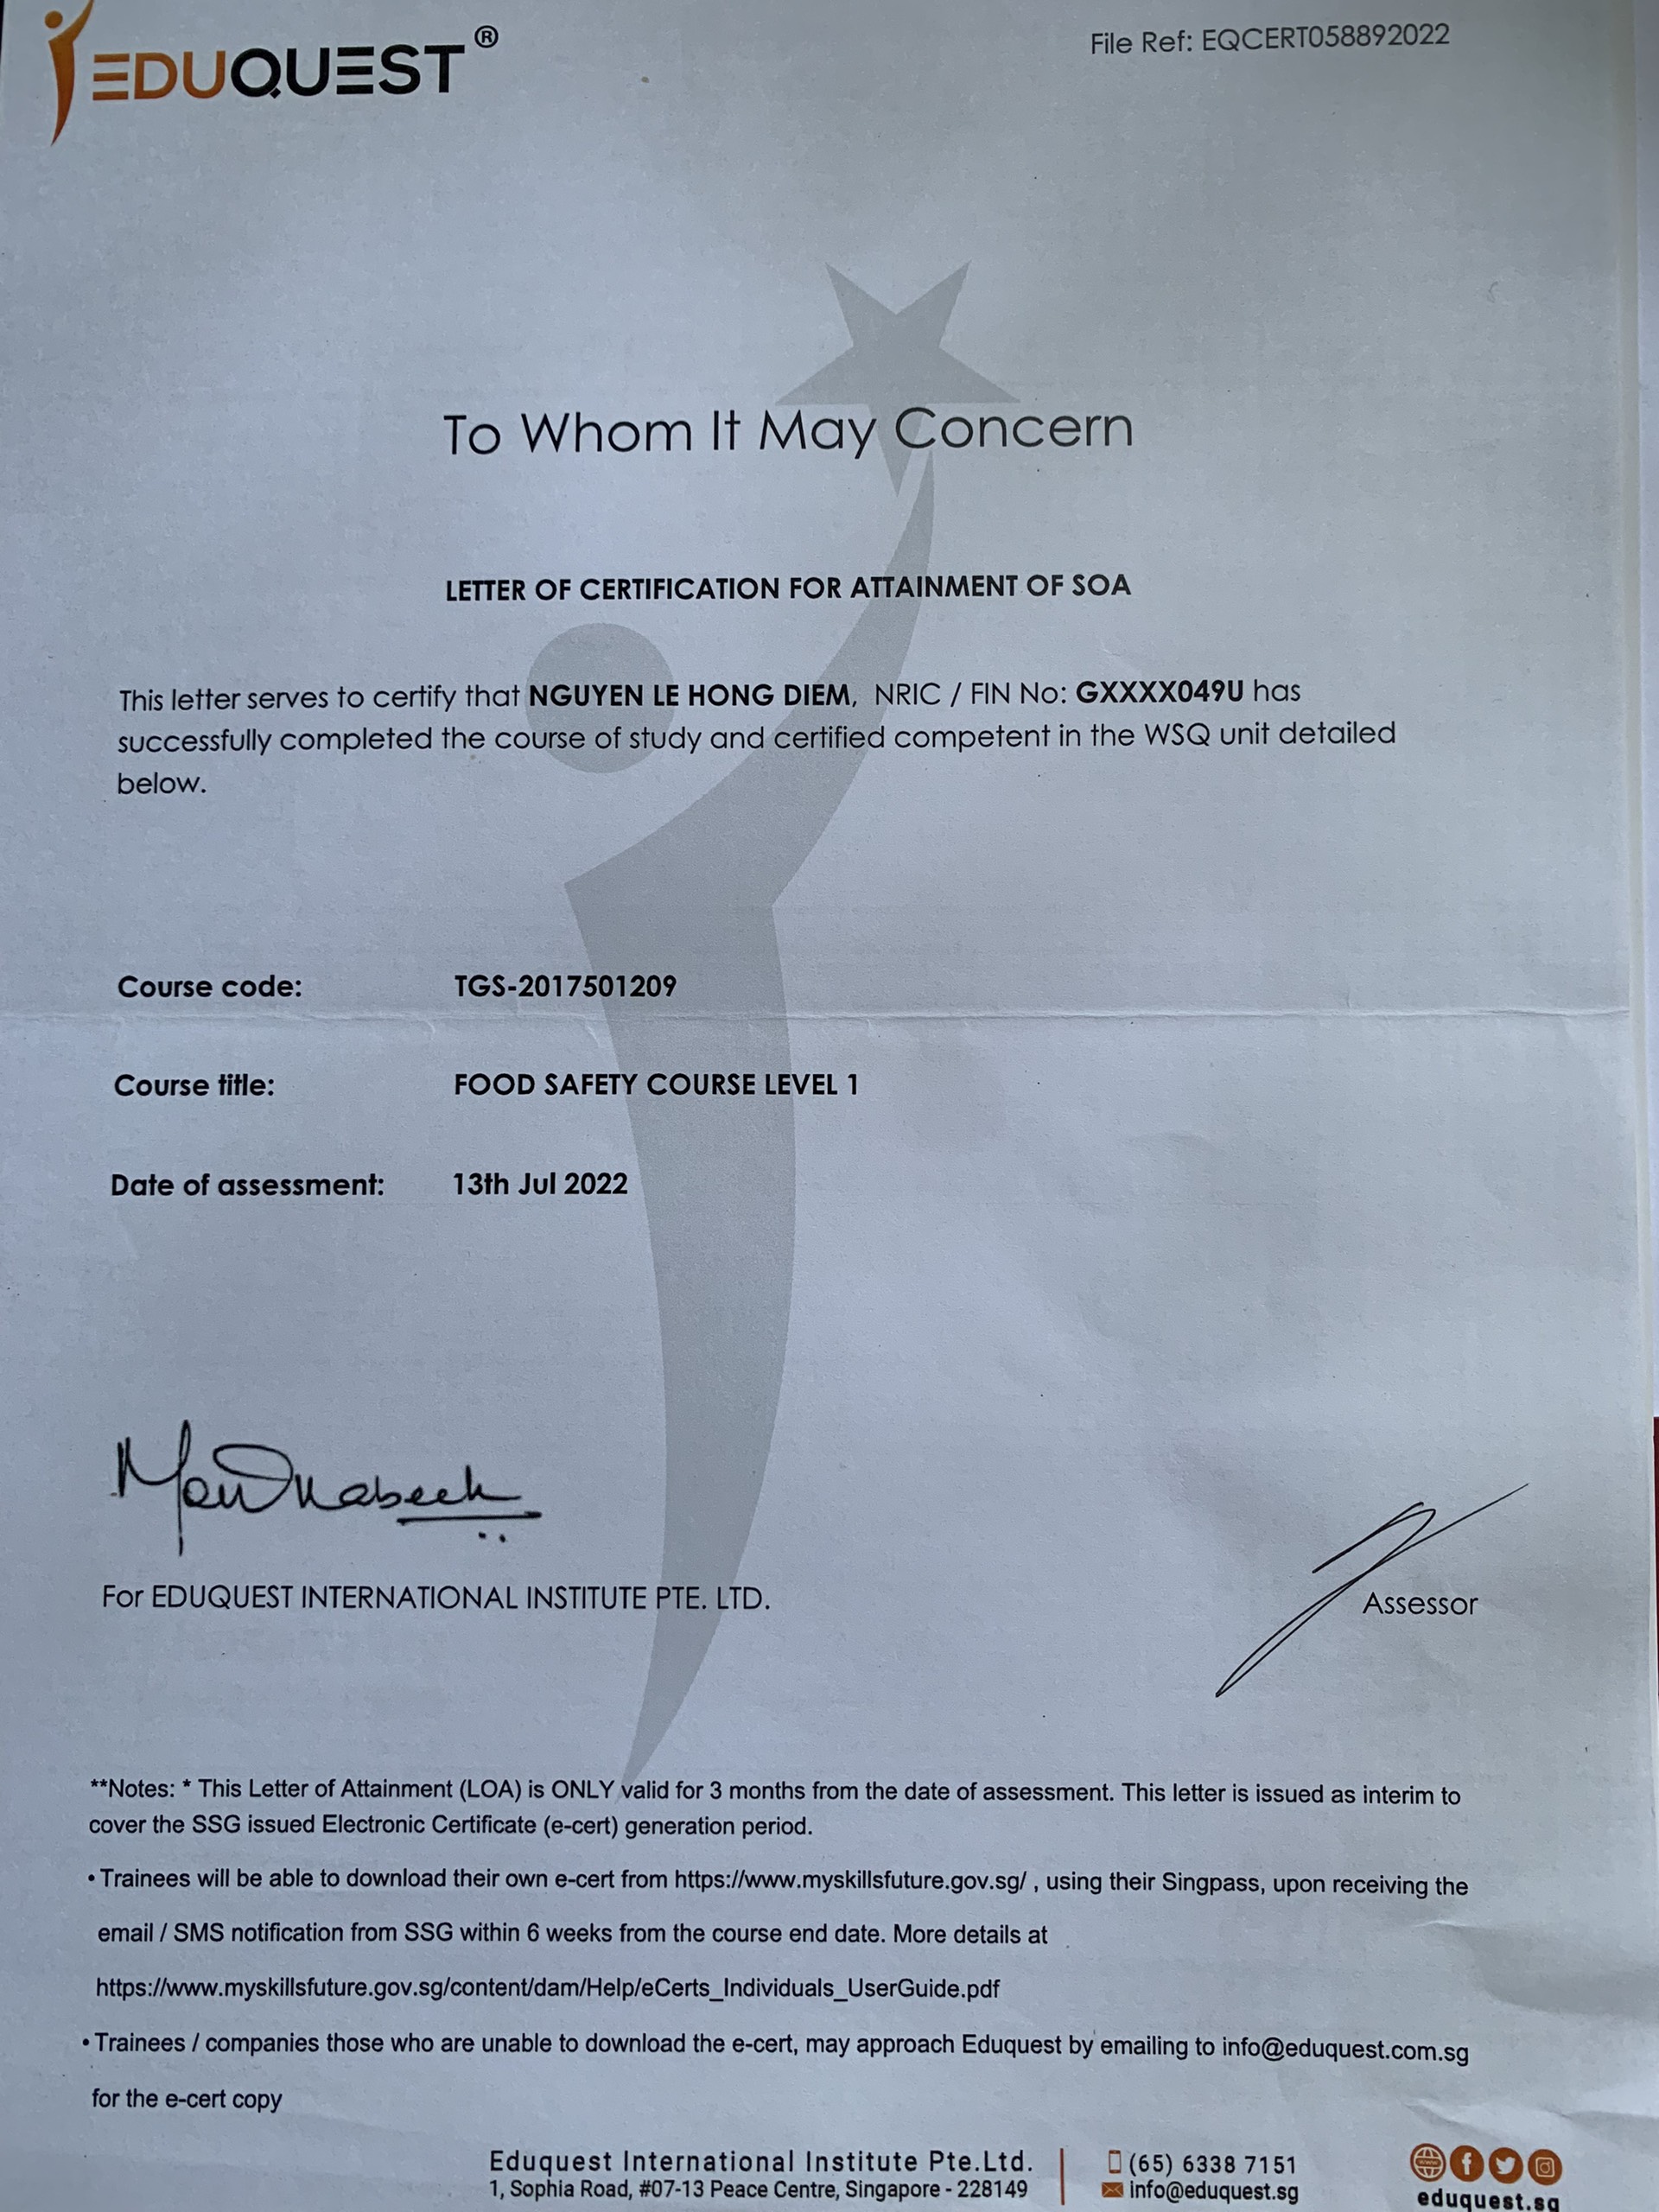 EDUQUEST®
File Ref: EQCERT058892022
To Whom It May Concern
LETTER OF CERTIFICATION FOR ATTAINMENT OF SOA
This letter serves to certify that NGUYEN LE HONG DIEM, NRIC / FIN No: GXXXX049U has
successfully completed the course of study and certified competent in the WSQ unit detailed
below.
Course code: TGS-2017501209
Course title: FOOD SAFETY COURSE LEVEL 1
Date of assessment: 13th Jul 2022
For EDUQUEST INTERNATIONAL INSTITUTE PTE. LTD.
Assessor
**Notes: * This Letter of Attainment (LOA) is ONLY valid for 3 months from the date of assessment. This letter is issued as interim to
cover the SSG issued Electronic Certificate (e-cert) generation period.
• Trainees will be able to download their own e-cert from https://www.myskillsfuture.gov.sg/ , using their Singpass, upon receiving the
email / SMS notification from SSG within 6 weeks from the course end date. More details at
https://www.myskillsfuture.gov.sg/content/dam/Help/eCerts_Individuals_UserGuide.pdf
• Trainees / companies those who are unable to download the e-cert, may approach Eduquest by emailing to info@eduquest.com.sg
for the e-cert copy
Eduquest International Institute Pte.Ltd.
1, Sophia Road, #07-13 Peace Centre, Singapore - 228149
(65) 6338 7151
info@eduquest.sg
eduquest.sg